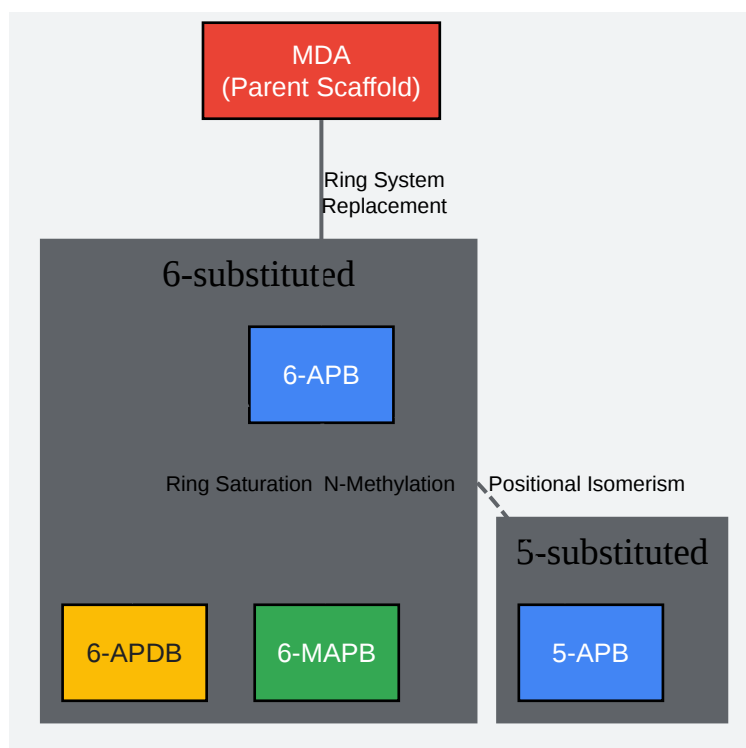 MDA
(Parent Scaffold)
Ring System
Replacement
6-substituted
6-APB
Ring Saturation N-Methylation Positional Isomerism
5-substituted
6-APDB 6-MAPB 5-APB